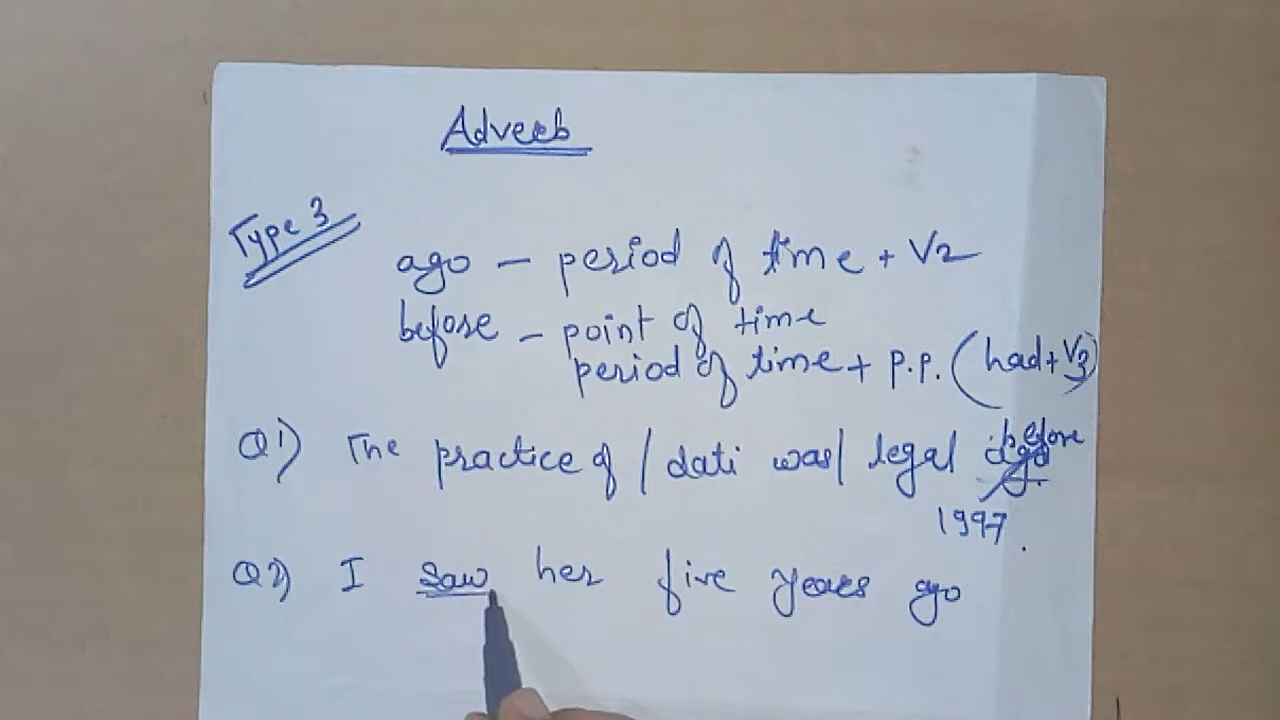 Adverb
Type 3
ago - period of time + V2
before - point of time
period of time + p.p. (had + V3)
Q1) The practice of / dati was / legal before
1997.
Q2) I saw her five years ago